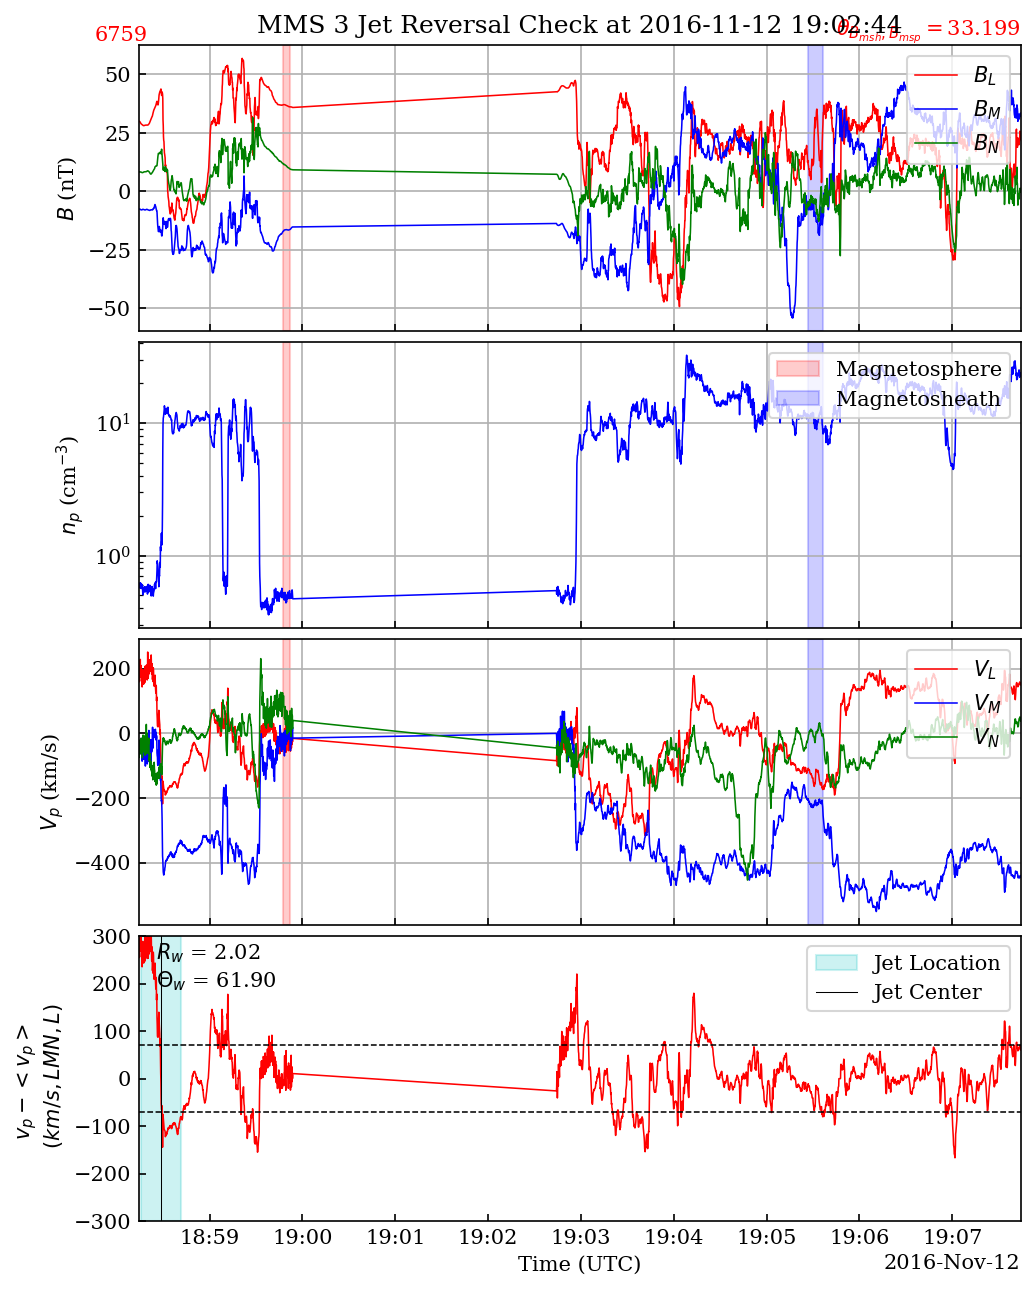 MMS 3 Jet Reversal Check at 2016-11-12 19:02:44
6759
θ_{B_{msh}, B_{msp}} = 33.199
50
25
0
−25
−50
B (nT)
B_L
B_M
B_N
10^1
10^0
n_p (cm^{−3})
Magnetosphere
Magnetosheath
200
0
−200
−400
V_p (km/s)
V_L
V_M
V_N
300
200
100
0
−100
−200
−300
v_p − <v_p>
(km/s, LMN, L)
R_w = 2.02
Θ_w = 61.90
Jet Location
Jet Center
18:59 19:00 19:01 19:02 19:03 19:04 19:05 19:06 19:07
Time (UTC)
2016-Nov-12